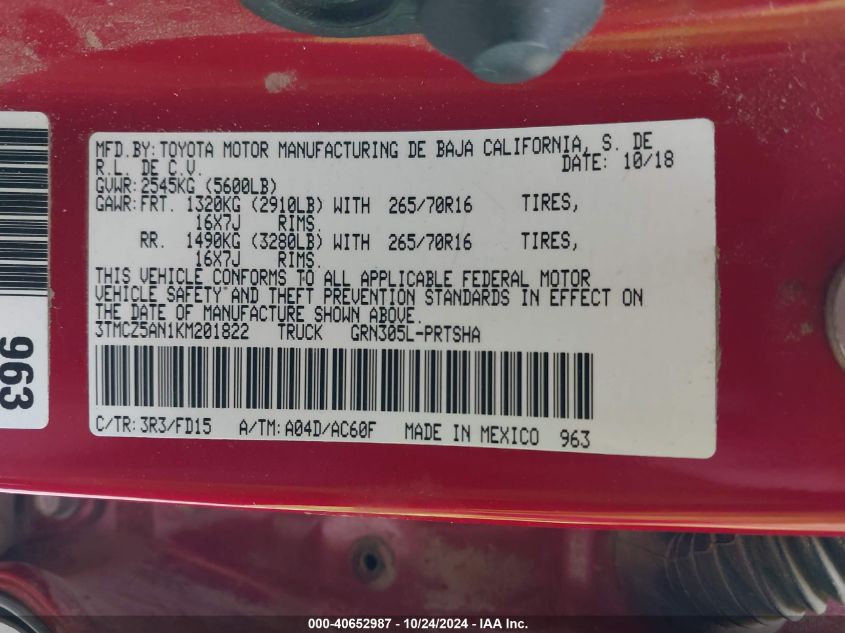 MFD.BY:TOYOTA MOTOR MANUFACTURING DE BAJA CALIFORNIA, S. DE
R.L. DE C.V. DATE: 10/18
GVWR:2545KG (5600LB)
GAWR:FRT. 1320KG (2910LB) WITH 265/70R16 TIRES,
16X7J RIMS.
RR. 1490KG (3280LB) WITH 265/70R16 TIRES,
16X7J RIMS.
THIS VEHICLE CONFORMS TO ALL APPLICABLE FEDERAL MOTOR
VEHICLE SAFETY AND THEFT PREVENTION STANDARDS IN EFFECT ON
THE DATE OF MANUFACTURE SHOWN ABOVE.
3TMCZ5AN1KM201822 TRUCK GRN305L-PRTSHA
C/TR:3R3/FD15 A/TM:A04D/AC60F MADE IN MEXICO 963
963
000-40652987 - 10/24/2024 - IAA Inc.